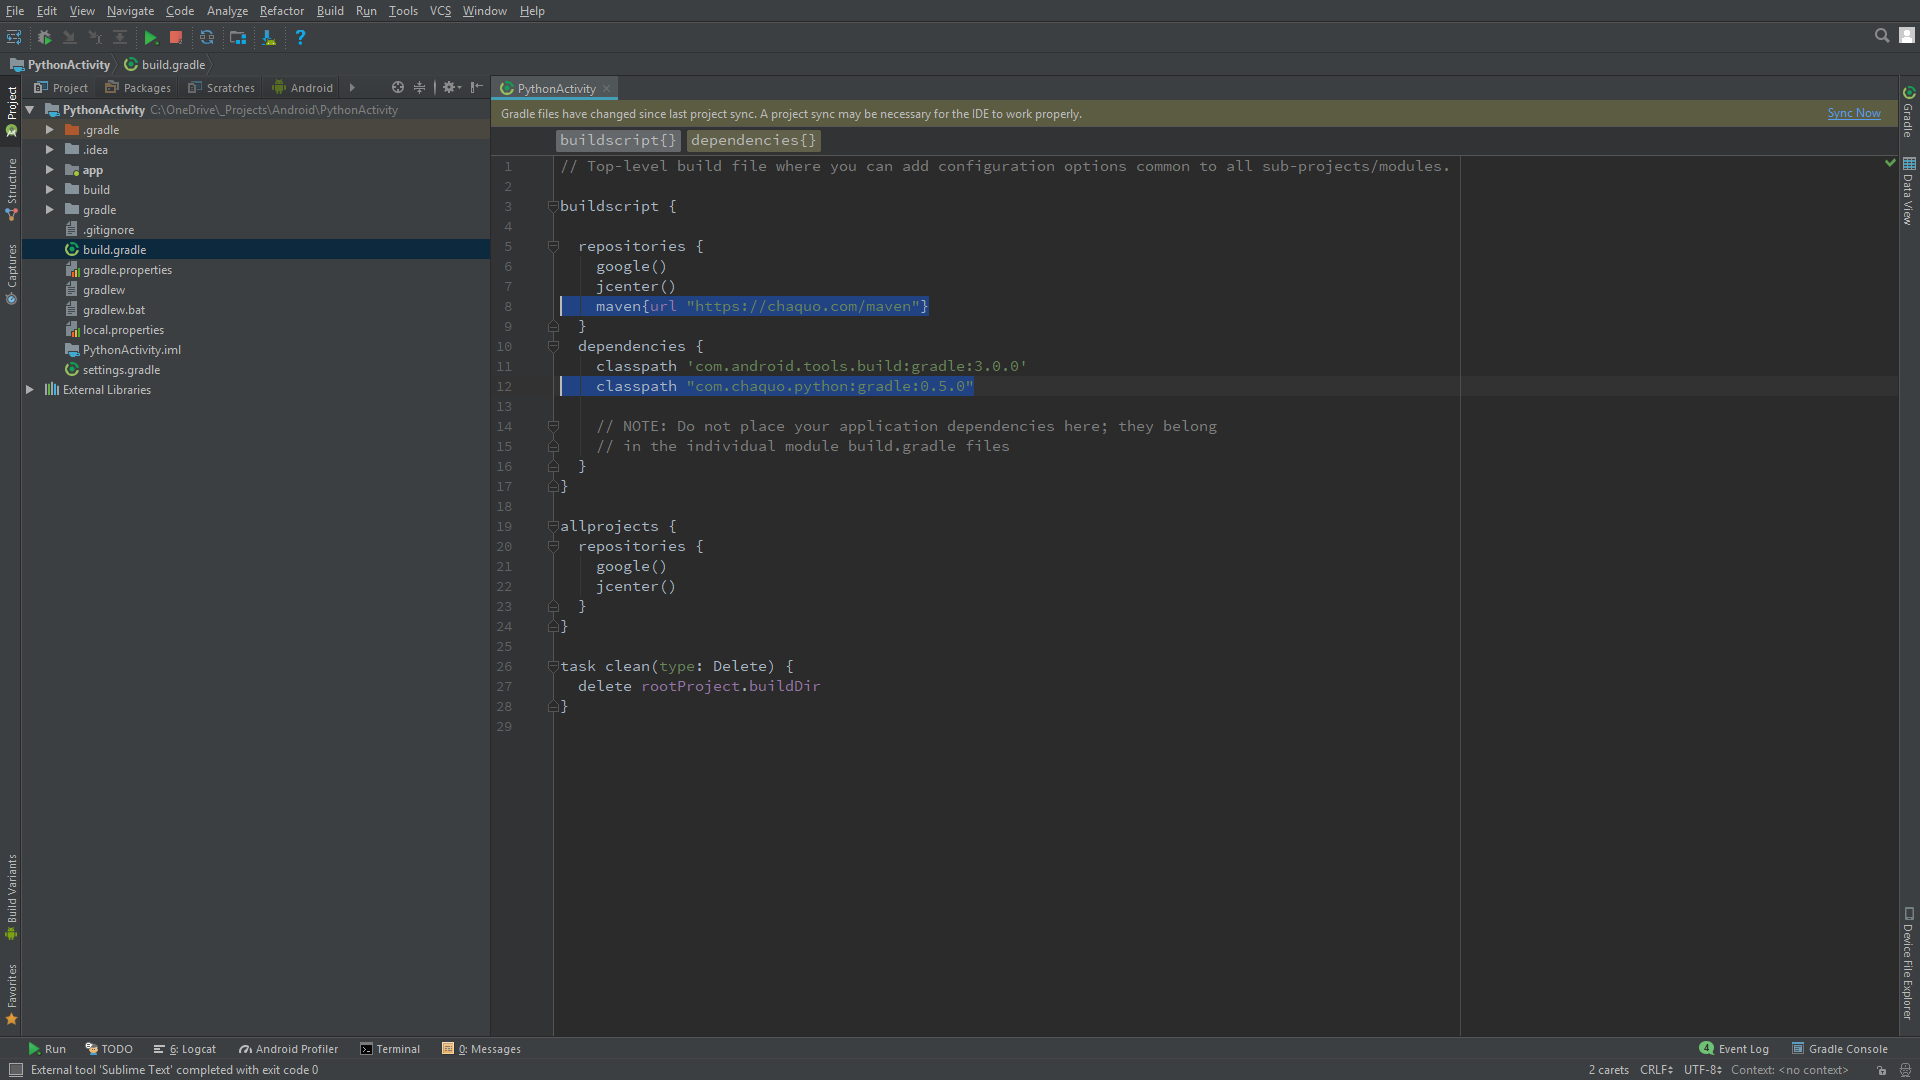 File Edit View Navigate Code Analyze Refactor Build Run Tools VCS Window Help
PythonActivity build.gradle
Project Packages Scratches Android
PythonActivity C:\OneDrive\_Projects\Android\PythonActivity
.gradle
.idea
app
build
gradle
.gitignore
build.gradle
gradle.properties
gradlew
gradlew.bat
local.properties
PythonActivity.iml
settings.gradle
External Libraries
Project
Structure
Captures
Build Variants
Favorites
PythonActivity
Gradle files have changed since last project sync. A project sync may be necessary for the IDE to work properly. Sync Now
buildscript{} dependencies{}
1 // Top-level build file where you can add configuration options common to all sub-projects/modules.
2
3 buildscript {
4
5 repositories {
6 google()
7 jcenter()
8 maven{url "https://chaquo.com/maven"}
9 }
10 dependencies {
11 classpath 'com.android.tools.build:gradle:3.0.0'
12 classpath "com.chaquo.python:gradle:0.5.0"
13
14 // NOTE: Do not place your application dependencies here; they belong
15 // in the individual module build.gradle files
16 }
17 }
18
19 allprojects {
20 repositories {
21 google()
22 jcenter()
23 }
24 }
25
26 task clean(type: Delete) {
27 delete rootProject.buildDir
28 }
29
Gradle
Data View
Device File Explorer
Run TODO 6: Logcat Android Profiler Terminal 0: Messages 4 Event Log Gradle Console
External tool 'Sublime Text' completed with exit code 0 2 carets CRLF UTF-8 Context: <no context>